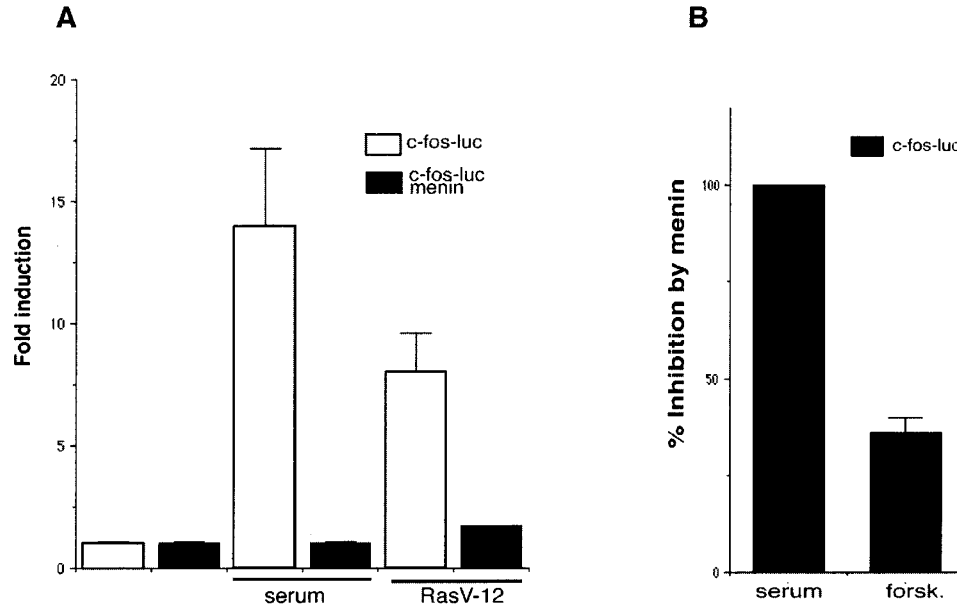 A
Fold induction
20
15
10
5
0
c-fos-luc
c-fos-luc
menin
serum
RasV-12
B
% Inhibition by menin
100
50
0
c-fos-luc
serum
forsk.